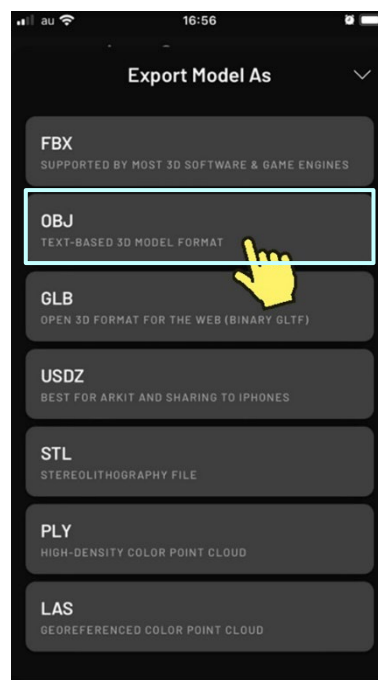 au 16:56
Export Model As
FBX
SUPPORTED BY MOST 3D SOFTWARE & GAME ENGINES
OBJ
TEXT-BASED 3D MODEL FORMAT
GLB
OPEN 3D FORMAT FOR THE WEB (BINARY GLTF)
USDZ
BEST FOR ARKIT AND SHARING TO IPHONES
STL
STEREOLITHOGRAPHY FILE
PLY
HIGH-DENSITY COLOR POINT CLOUD
LAS
GEOREFERENCED COLOR POINT CLOUD